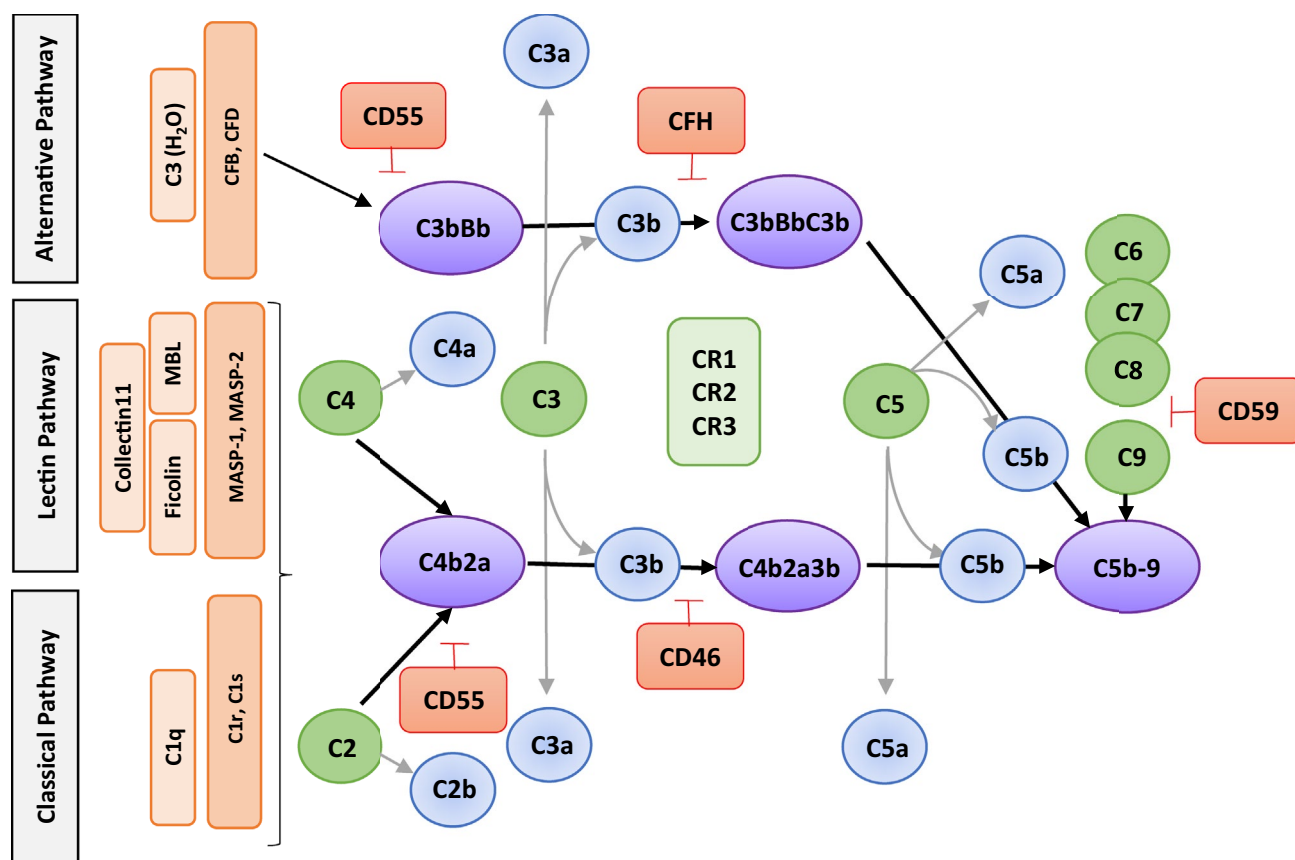 Alternative Pathway
C3 (H₂O)
CFB, CFD
CD55
C3a
CFH
C3bBb
C3b
C3bBbC3b
C6
C7
C8
C9
C5a
CD59
Lectin Pathway
Collectin11
MBL
Ficolin
MASP-1, MASP-2
C4
C4a
C3
CR1
CR2
CR3
C5
C5b
C4b2a
C3b
C4b2a3b
C5b
C5b-9
Classical Pathway
C1q
C1r, C1s
CD55
CD46
C2
C2b
C3a
C5a